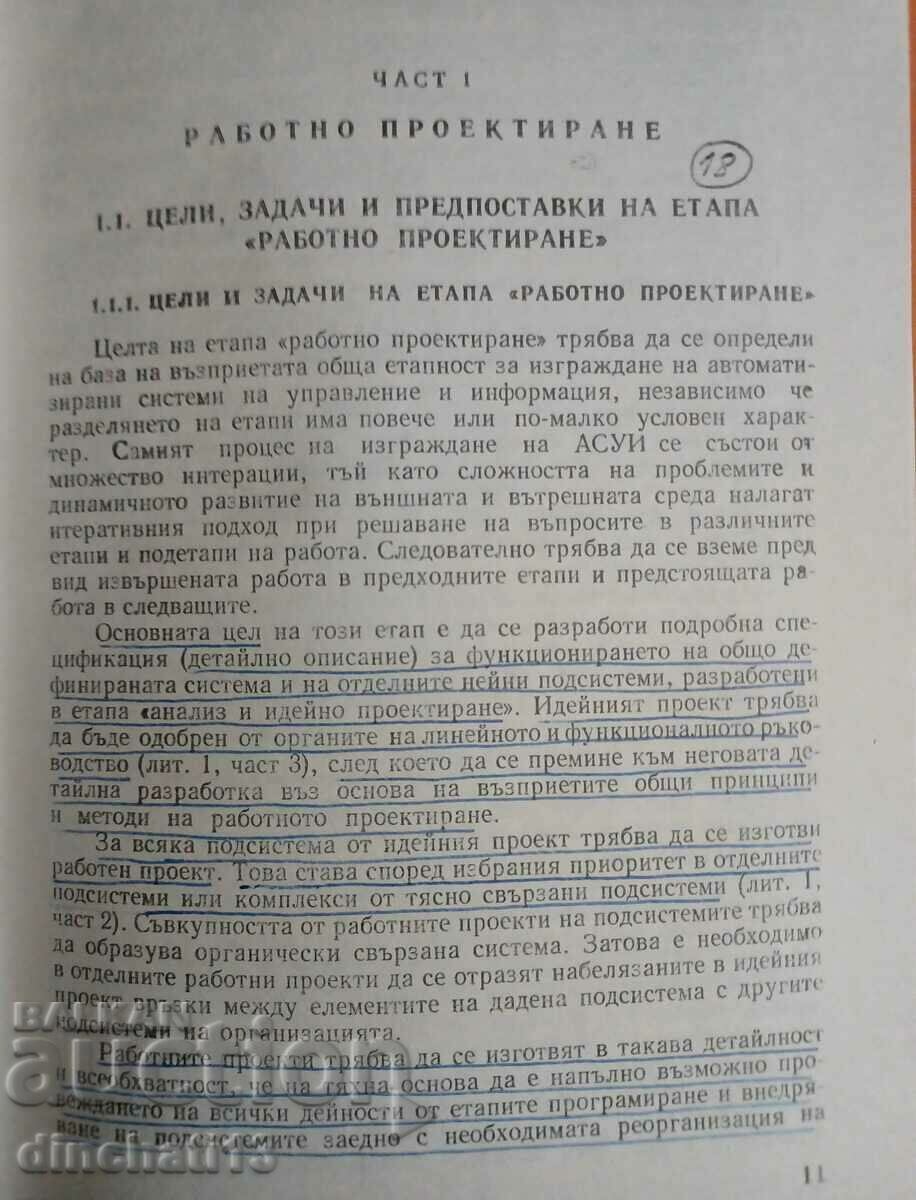 ЧАСТ 1
РАБОТНО ПРОЕКТИРАНЕ
18
1.1. ЦЕЛИ, ЗАДАЧИ И ПРЕДПОСТАВКИ НА ЕТАПА
«РАБОТНО ПРОЕКТИРАНЕ»
1.1.1. ЦЕЛИ И ЗАДАЧИ НА ЕТАПА «РАБОТНО ПРОЕКТИРАНЕ»
Целта на етапа «работно проектиране» трябва да се определи
на база на възприетата обща етапност за изграждане на автомати-
зирани системи на управление и информация, независимо че
разделянето на етапи има повече или по-малко условен харак-
тер. Самият процес на изграждане на АСУИ се състои от
множество интерации, тъй като сложността на проблемите и
динамичното развитие на външната и вътрешната среда налагат
итеративния подход при решаване на въпросите в различните
етапи и подетапи на работа. Следователно трябва да се вземе пред
вид извършената работа в предходните етапи и предстоящата ра-
бота в следващите.
Основната цел на този етап е да се разработи подробна спе-
цификация (детайлно описание) за функционирането на общо де-
финираната система и на отделните нейни подсистеми, разработени
в етапа «анализ и идейно проектиране». Идейният проект трябва
да бъде одобрен от органите на линейното и функционалното ръко-
водство (лит. 1, част 3), след което да се премине към неговата де-
тайлна разработка въз основа на възприетите общи принципи
и методи на работното проектиране.
За всяка подсистема от идейния проект трябва да се изготви
работен проект. Това става според избрания приоритет в отделните
подсистеми или комплекси от тясно свързани подсистеми (лит. 1,
част 2). Съвкупността от работните проекти на подсистемите трябва
да образува органически свързана система. Затова е необходимо
в отделните работни проекти да се отразят набелязаните в идейния
проект връзки между елементите на дадена подсистема с другите
подсистеми на организацията.
Работните проекти трябва да се изготвят в такава детайлност
и всеобхватност, че на тяхна основа да е напълно възможно про-
веждането на всички дейности от етапите програмиране и внедря-
ване на подсистемите заедно с необходимата реорганизация на
11
BALKAN
auction
dinchati13